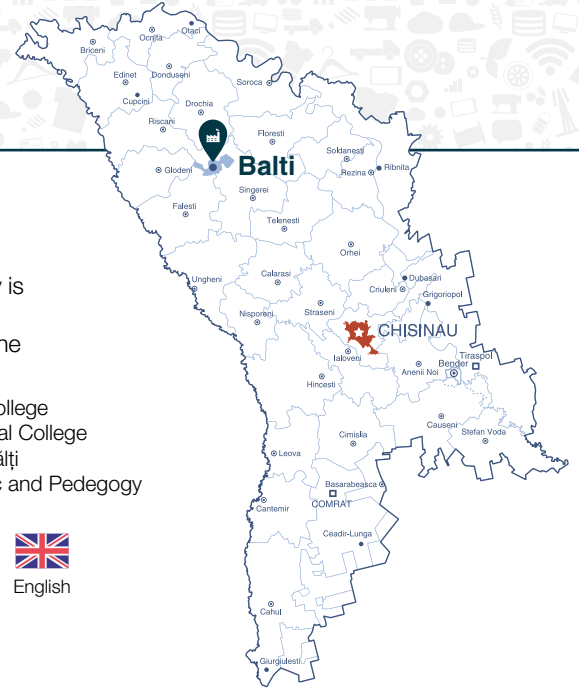 Otaci
Ocnita
Briceni
Edinet
Donduseni
Soroca
Cupcini
Drochia
Riscani
Floresti
Balti
Soldanesti
Glodeni
Rezina
Ribnita
Singerei
Falesti
Telenesti
Orhei
y is
Ungheni
Calarasi
Dubasari
Criuleni
Grigoriopol
Nisporeni
Straseni
ne
CHISINAU
Ialoveni
Tiraspol
Bender
Anenii Noi
Hincesti
ollege
al College
Causeni
Stefan Voda
Cimislia
ălți
Leova
c and Pedegogy
Basarabeasca
COMRAT
Cantemir
Ceadir-Lunga
English
Cahul
Giurgiulesti